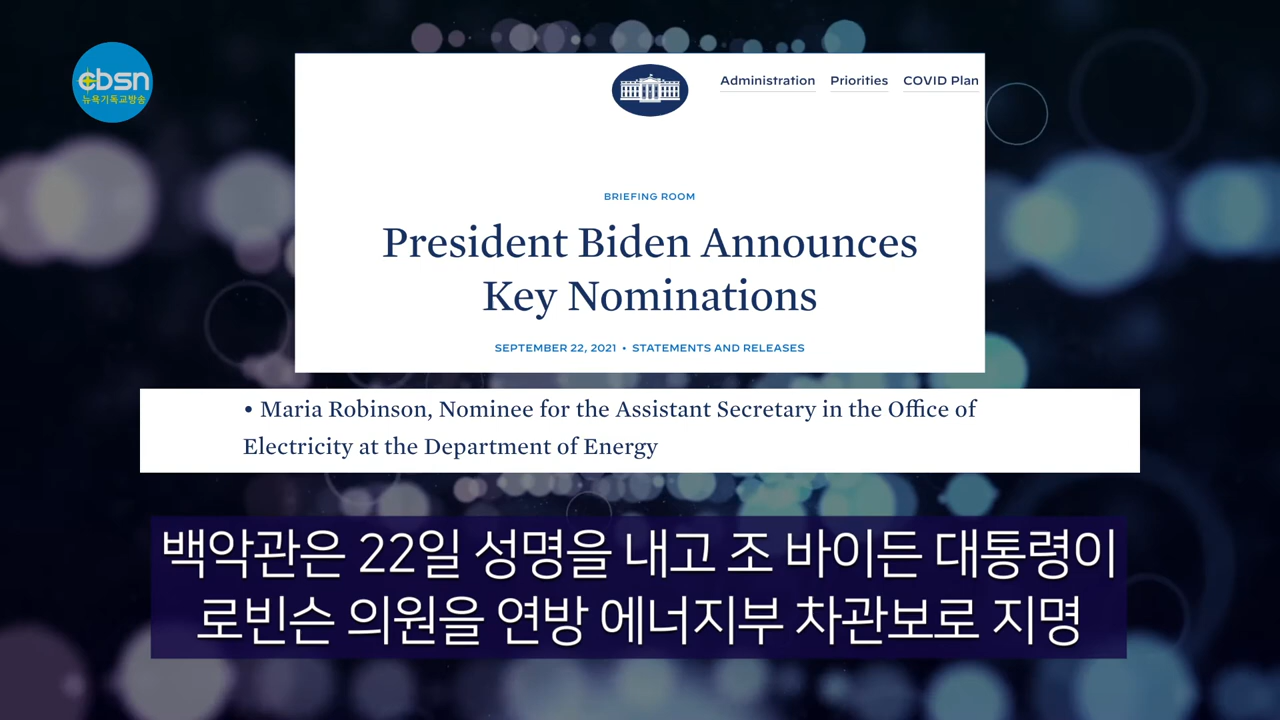 cbsn
뉴욕기독교방송
Administration Priorities COVID Plan
BRIEFING ROOM
President Biden Announces
Key Nominations
SEPTEMBER 22, 2021 • STATEMENTS AND RELEASES
• Maria Robinson, Nominee for the Assistant Secretary in the Office of
Electricity at the Department of Energy
백악관은 22일 성명을 내고 조 바이든 대통령이
로빈슨 의원을 연방 에너지부 차관보로 지명